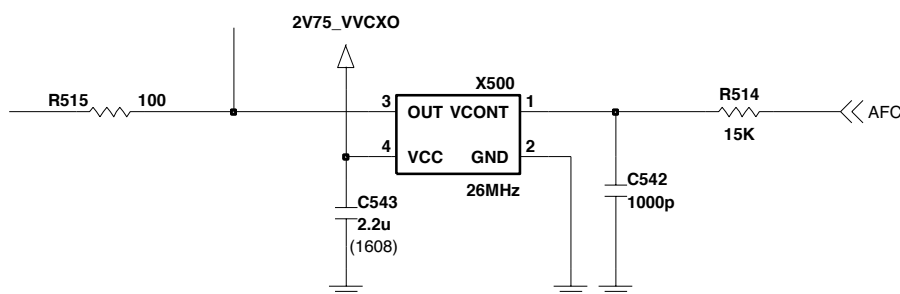 2V75_VVCXO
X500
R515 100
3 OUT VCONT 1
R514
15K
AFC
4 VCC GND 2
26MHz
C543
2.2u
(1608)
C542
1000p